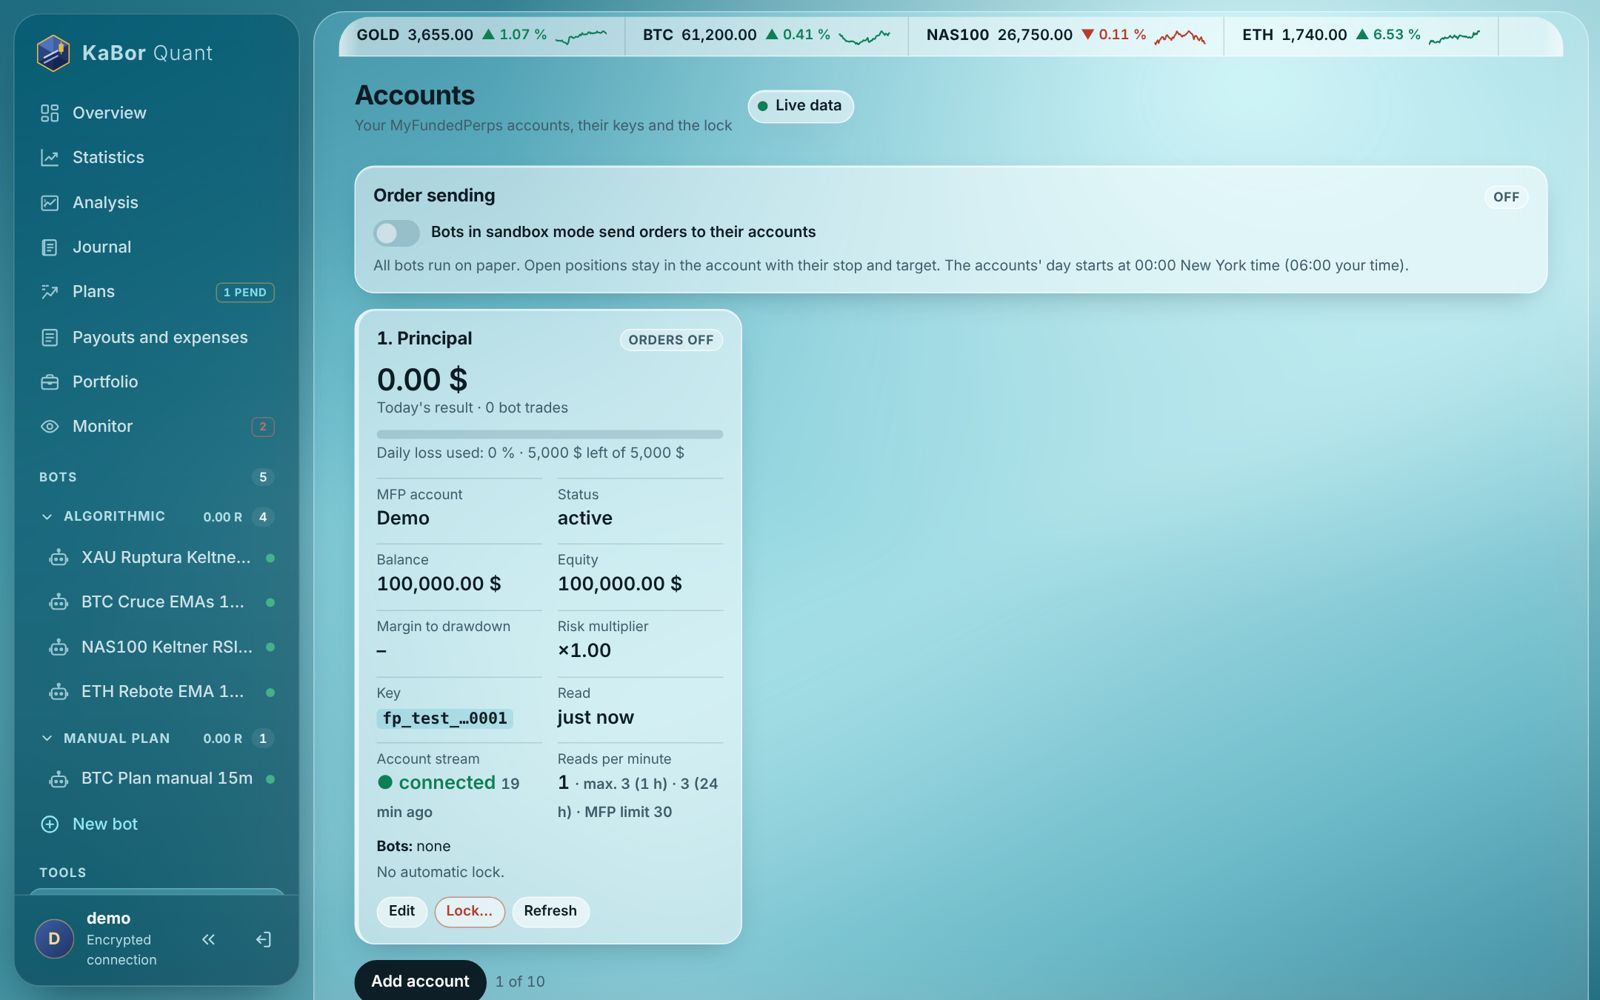 KaBor Quant
Overview
Statistics
Analysis
Journal
Plans 1 PEND
Payouts and expenses
Portfolio
Monitor 2
BOTS 5
ALGORITHMIC 0.00 R 4
XAU Ruptura Keltne...
BTC Cruce EMAs 1...
NAS100 Keltner RSI...
ETH Rebote EMA 1...
MANUAL PLAN 0.00 R 1
BTC Plan manual 15m
New bot
TOOLS
D
demo
Encrypted
connection
GOLD 3,655.00 ▲ 1.07 % BTC 61,200.00 ▲ 0.41 % NAS100 26,750.00 ▼ 0.11 % ETH 1,740.00 ▲ 6.53 %
Accounts
Your MyFundedPerps accounts, their keys and the lock
Live data
Order sending OFF
Bots in sandbox mode send orders to their accounts
All bots run on paper. Open positions stay in the account with their stop and target. The accounts' day starts at 00:00 New York time (06:00 your time).
1. Principal ORDERS OFF
0.00 $
Today's result · 0 bot trades
Daily loss used: 0 % · 5,000 $ left of 5,000 $
MFP account Status
Demo active
Balance Equity
100,000.00 $ 100,000.00 $
Margin to drawdown Risk multiplier
– ×1.00
Key Read
fp_test_…0001 just now
Account stream Reads per minute
connected 19 1 · max. 3 (1 h) · 3 (24
min ago h) · MFP limit 30
Bots: none
No automatic lock.
Edit Lock... Refresh
Add account 1 of 10